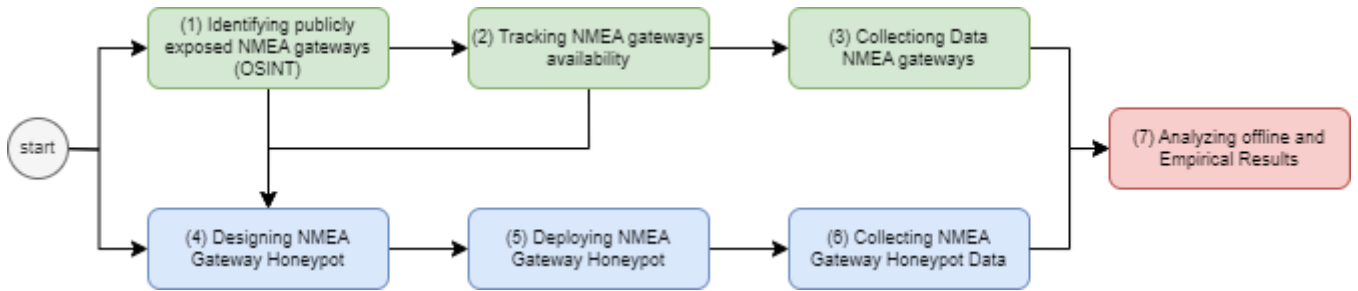 start
(1) Identifying publicly
exposed NMEA gateways
(OSINT)
(2) Tracking NMEA gateways
availability
(3) Collectiong Data
NMEA gateways
(4) Designing NMEA
Gateway Honeypot
(5) Deploying NMEA
Gateway Honeypot
(6) Collecting NMEA
Gateway Honeypot Data
(7) Analyzing offline and
Empirical Results